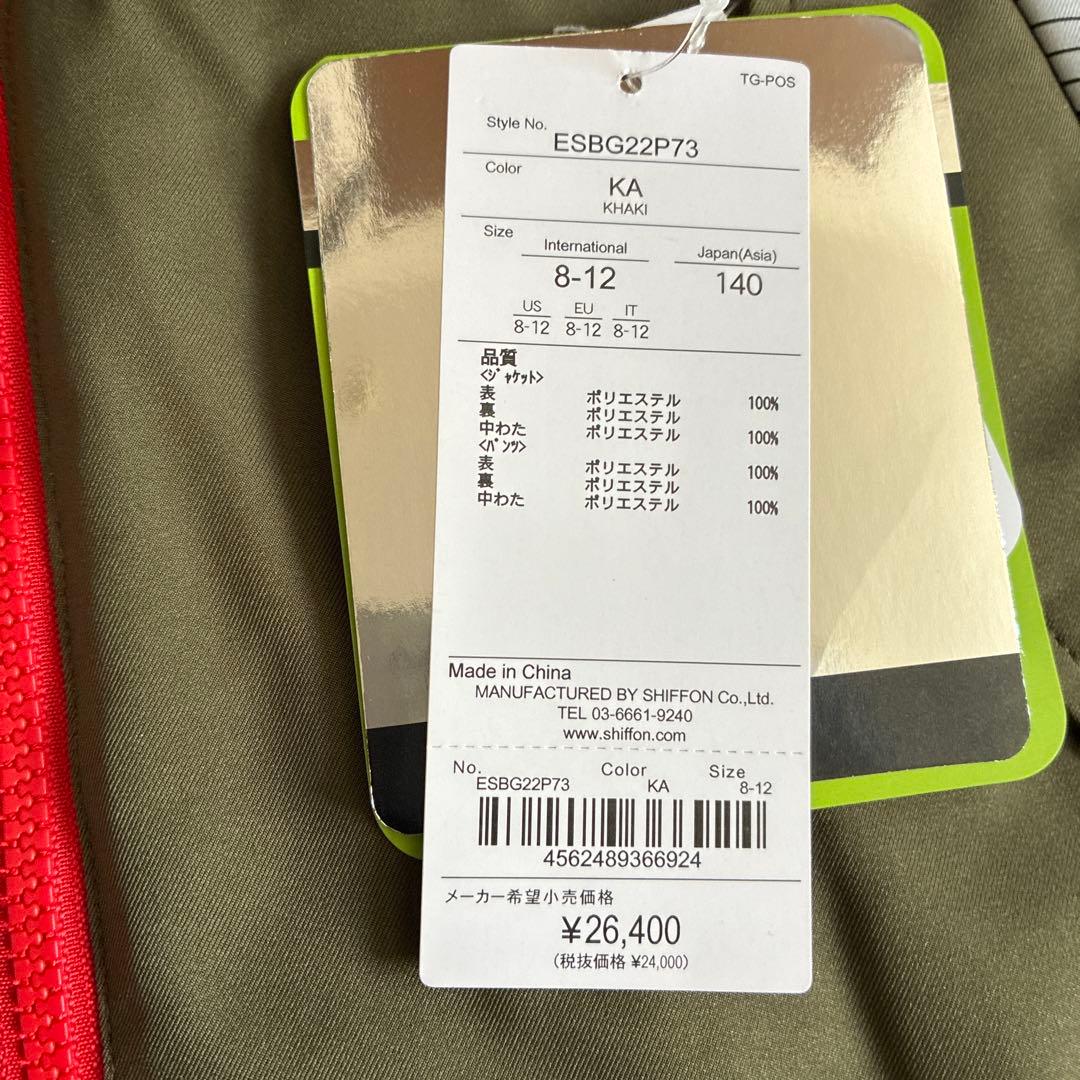 TG-POS
Style No.
ESBG22P73
Color
KA
KHAKI
Size
International
Japan(Asia)
8-12
140
US EU IT
8-12 8-12 8-12
品質
<ｼﾞｬｹｯﾄ>
表 ポリエステル 100%
裏 ポリエステル
中わた ポリエステル 100%
<ﾊﾟﾝﾂ>
表 ポリエステル 100%
裏 ポリエステル
中わた ポリエステル 100%
Made in China
MANUFACTURED BY SHIFFON Co.,Ltd.
TEL 03-6661-9240
www.shiffon.com
No. Color Size
ESBG22P73 KA 8-12
4562489366924
メーカー希望小売価格
¥26,400
(税抜価格 ¥24,000)